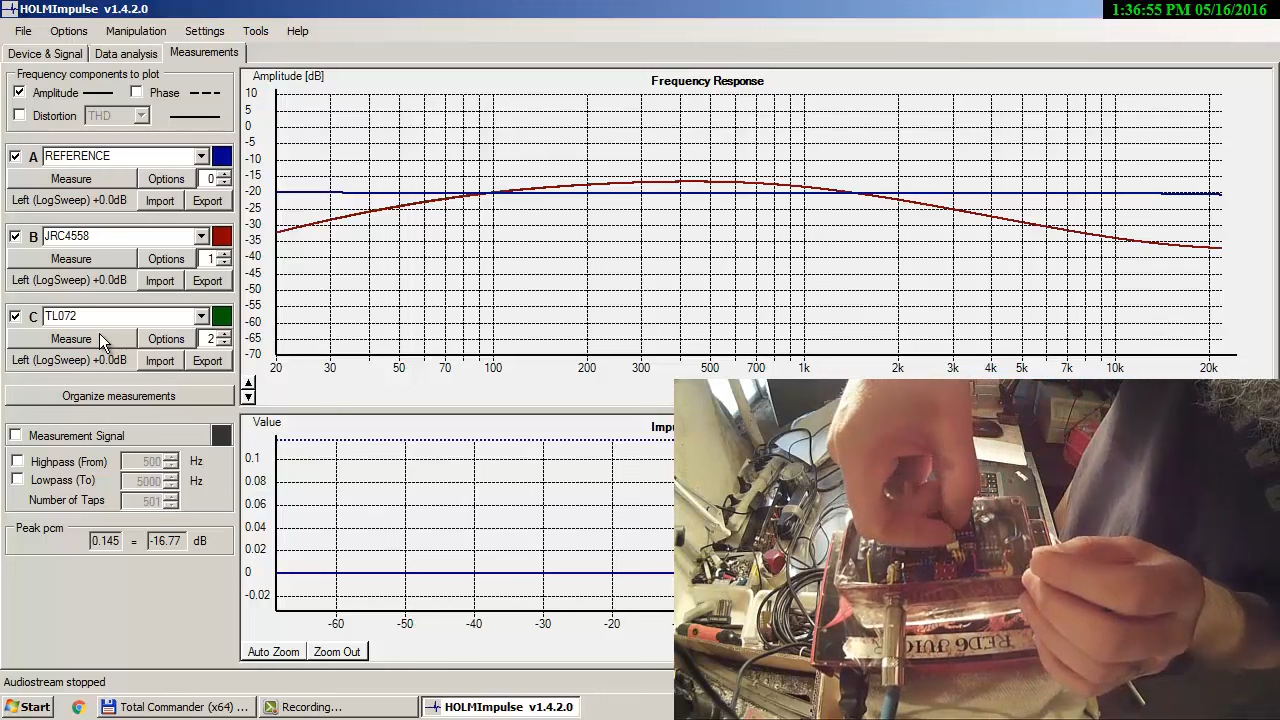 HOLMImpulse v1.4.2.0
1:36:55 PM 05/16/2016
File Options Manipulation Settings Tools Help
Device & Signal Data analysis Measurements
Frequency components to plot
Amplitude Phase
Distortion THD
A REFERENCE
Measure Options 0
Left (LogSweep) +0.0dB Import Export
B JRC4558
Measure Options 1
Left (LogSweep) +0.0dB Import Export
C TL072
Measure Options 2
Left (LogSweep) +0.0dB Import Export
Organize measurements
Measurement Signal
Highpass (From) 500 Hz
Lowpass (To) 5000 Hz
Number of Taps 501
Peak pcm
0.145 = -16.77 dB
Amplitude [dB] Frequency Response
10
5
0
-5
-10
-15
-20
-25
-30
-35
-40
-45
-50
-55
-60
-65
-70
20 30 50 70 100 200 300 500 700 1k 2k 3k 5k 7k 10k 20k
Value
0.1
0.08
0.06
0.04
0.02
0
-0.02
-60 -50 -40 -30 -20
Auto Zoom Zoom Out
Audiostream stopped
Start Total Commander (x64) ... Recording... HOLMImpulse v1.4.2.0